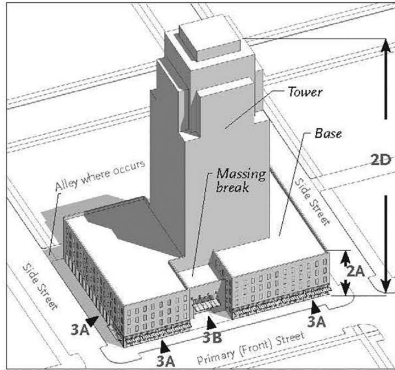 Tower
Base
2D
Alley where occurs
Massing
break
Side Street
Side Street
2A
3A
3A
3B
3A
Primary (Front) Street